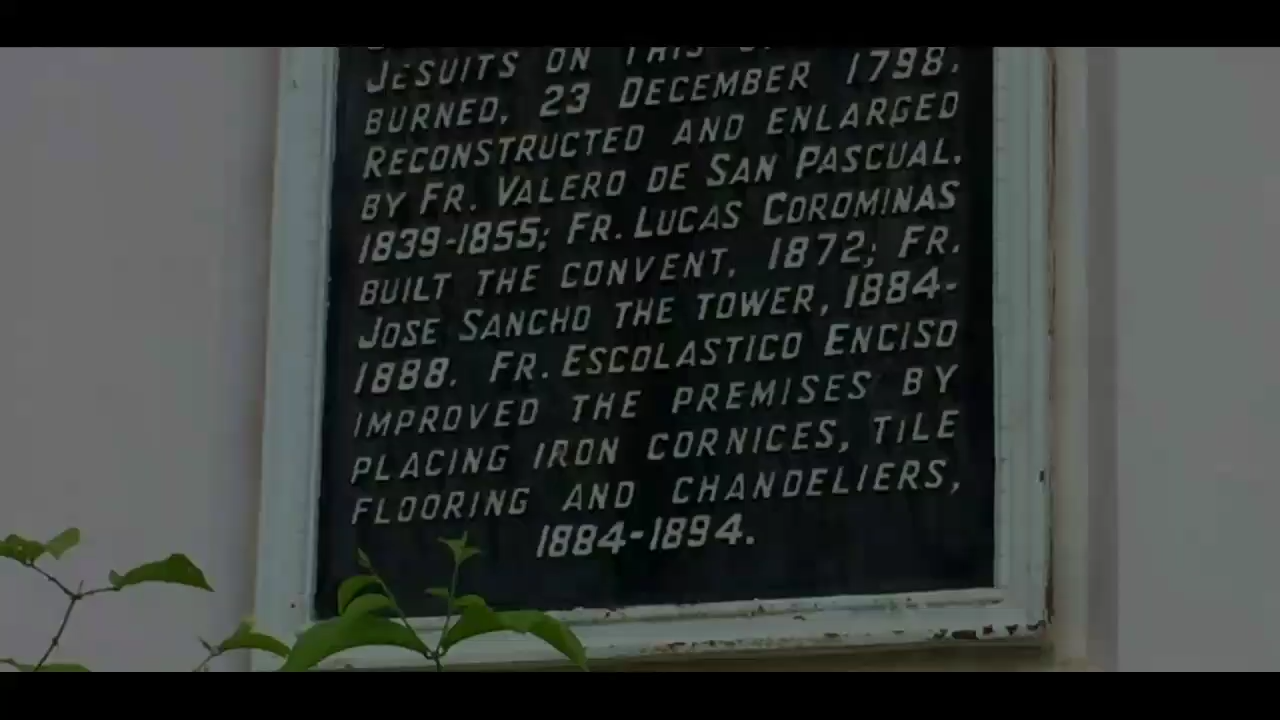 JESUITS ON THIS
BURNED, 23 DECEMBER 1798.
RECONSTRUCTED AND ENLARGED
BY FR. VALERO DE SAN PASCUAL.
1839-1855; FR. LUCAS COROMINAS
BUILT THE CONVENT, 1872; FR.
JOSE SANCHO THE TOWER, 1884-
1888. FR. ESCOLASTICO ENCISO
IMPROVED THE PREMISES BY
PLACING IRON CORNICES, TILE
FLOORING AND CHANDELIERS,
1884-1894.